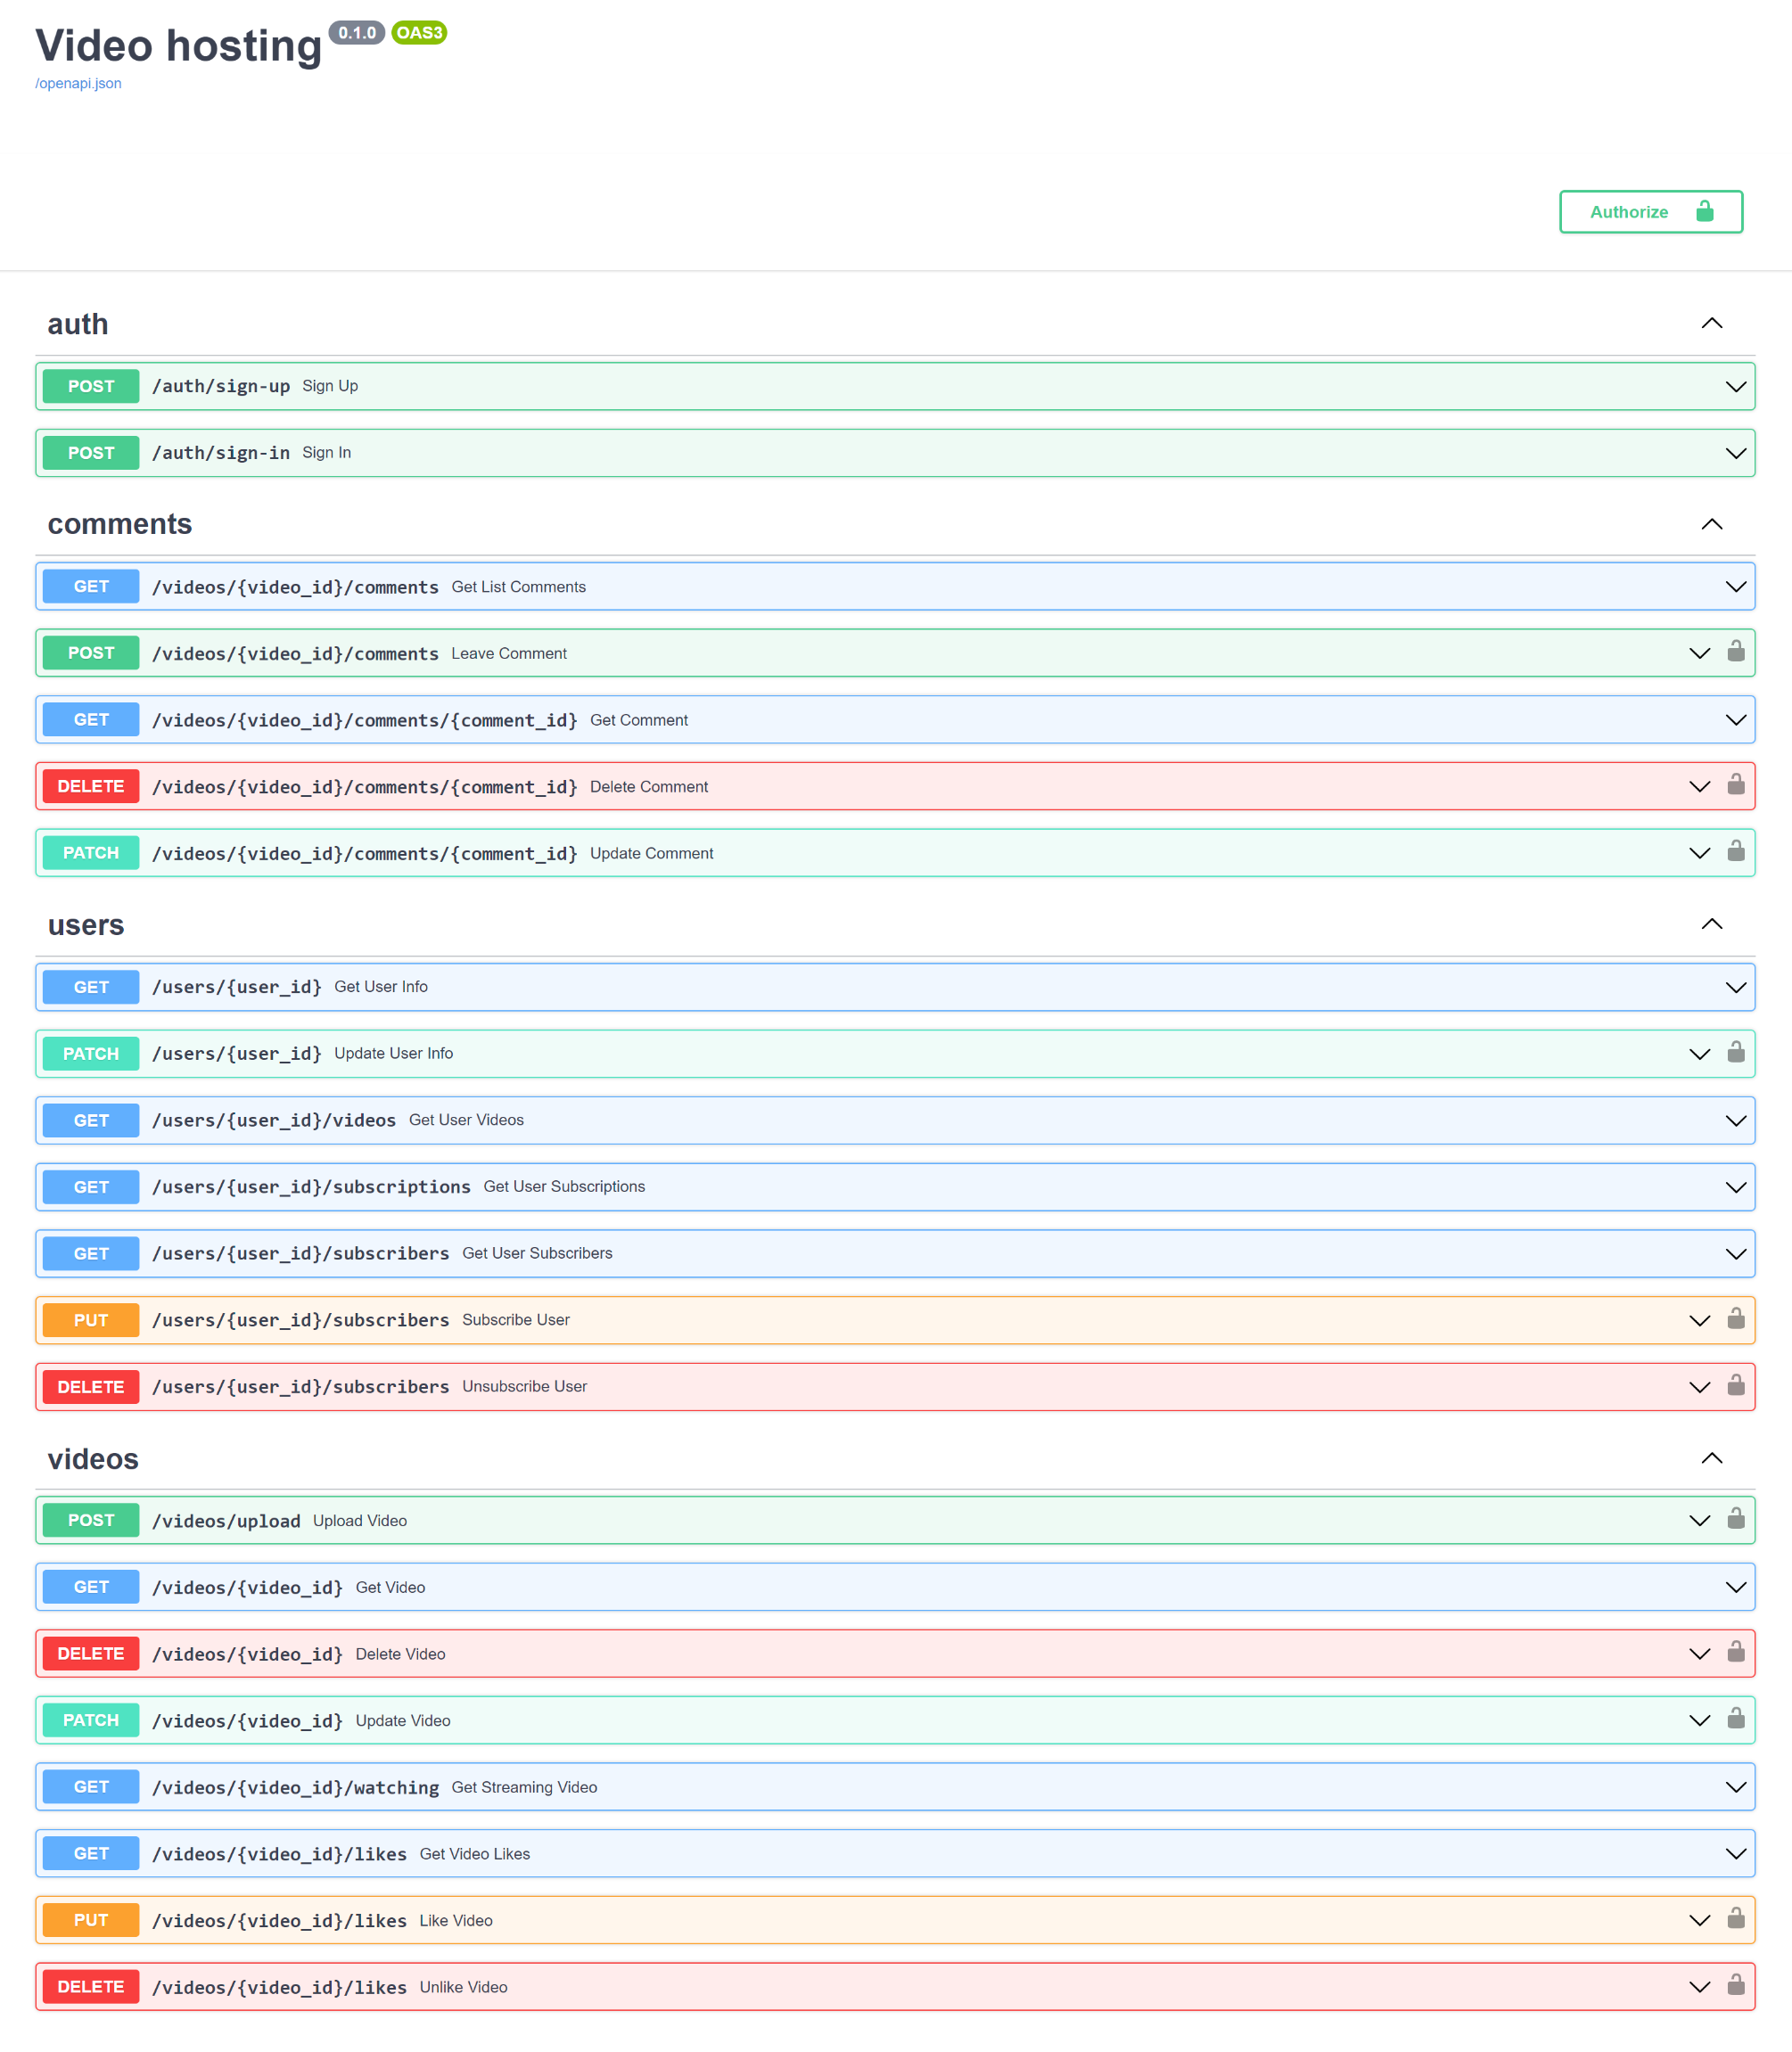 Video hosting 0.1.0 OAS3
/openapi.json
Authorize
auth
POST /auth/sign-up Sign Up
POST /auth/sign-in Sign In
comments
GET /videos/{video_id}/comments Get List Comments
POST /videos/{video_id}/comments Leave Comment
GET /videos/{video_id}/comments/{comment_id} Get Comment
DELETE /videos/{video_id}/comments/{comment_id} Delete Comment
PATCH /videos/{video_id}/comments/{comment_id} Update Comment
users
GET /users/{user_id} Get User Info
PATCH /users/{user_id} Update User Info
GET /users/{user_id}/videos Get User Videos
GET /users/{user_id}/subscriptions Get User Subscriptions
GET /users/{user_id}/subscribers Get User Subscribers
PUT /users/{user_id}/subscribers Subscribe User
DELETE /users/{user_id}/subscribers Unsubscribe User
videos
POST /videos/upload Upload Video
GET /videos/{video_id} Get Video
DELETE /videos/{video_id} Delete Video
PATCH /videos/{video_id} Update Video
GET /videos/{video_id}/watching Get Streaming Video
GET /videos/{video_id}/likes Get Video Likes
PUT /videos/{video_id}/likes Like Video
DELETE /videos/{video_id}/likes Unlike Video